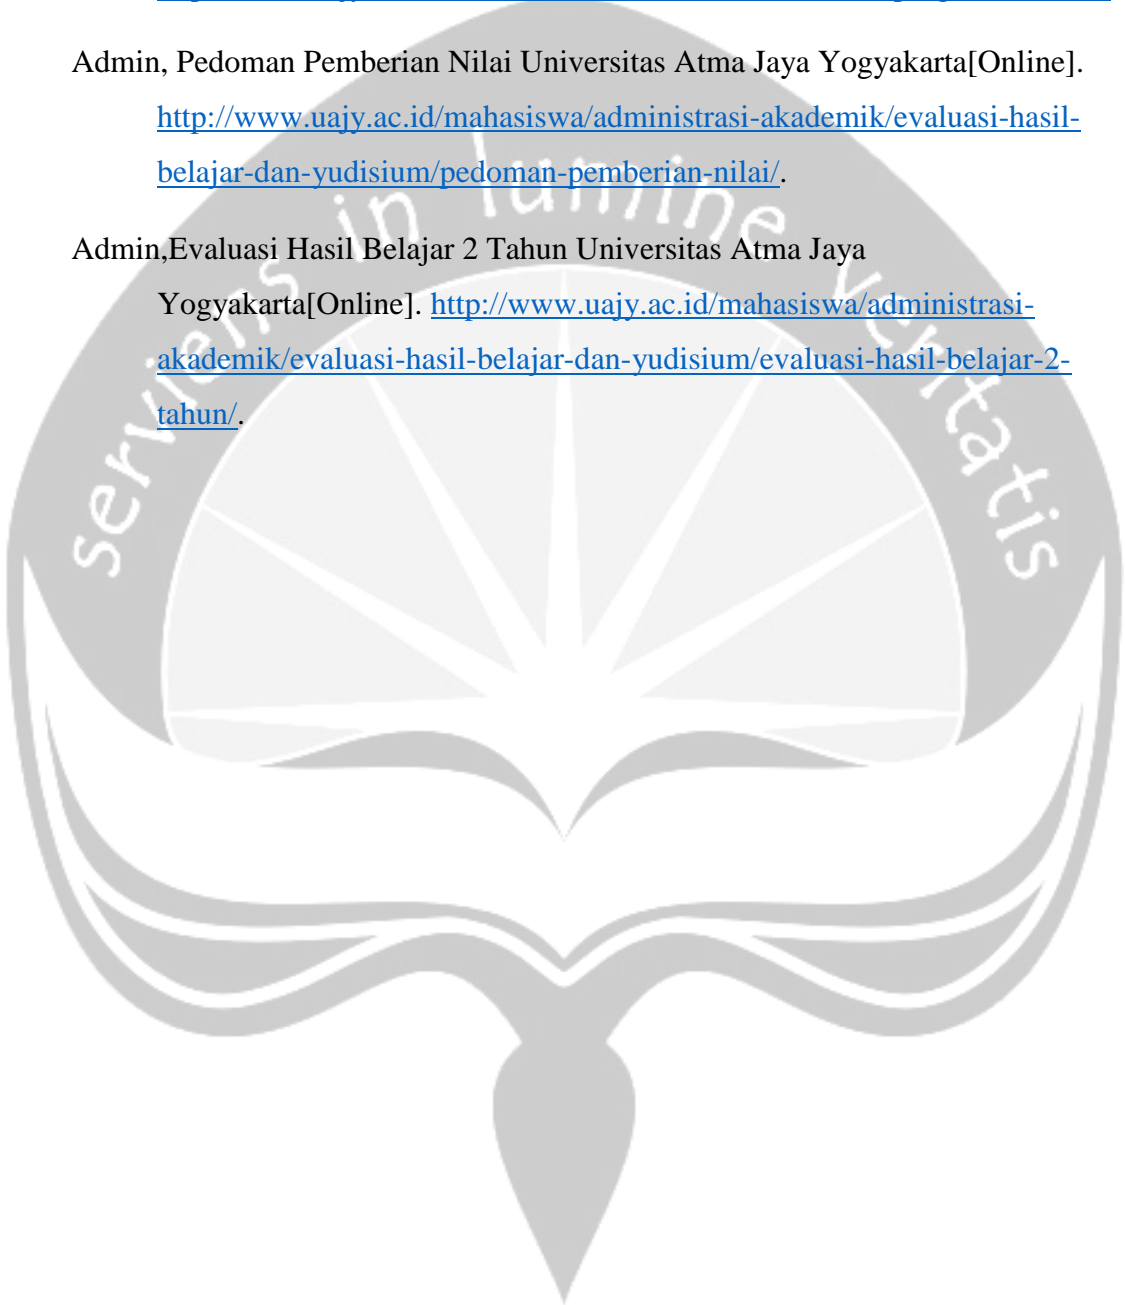 Admin, Pedoman Pemberian Nilai Universitas Atma Jaya Yogyakarta[Online].
http://www.uajy.ac.id/mahasiswa/administrasi-akademik/evaluasi-hasil-
belajar-dan-yudisium/pedoman-pemberian-nilai/.
Admin,Evaluasi Hasil Belajar 2 Tahun Universitas Atma Jaya
Yogyakarta[Online]. http://www.uajy.ac.id/mahasiswa/administrasi-
akademik/evaluasi-hasil-belajar-dan-yudisium/evaluasi-hasil-belajar-2-
tahun/.
serviens in lumine veritatis